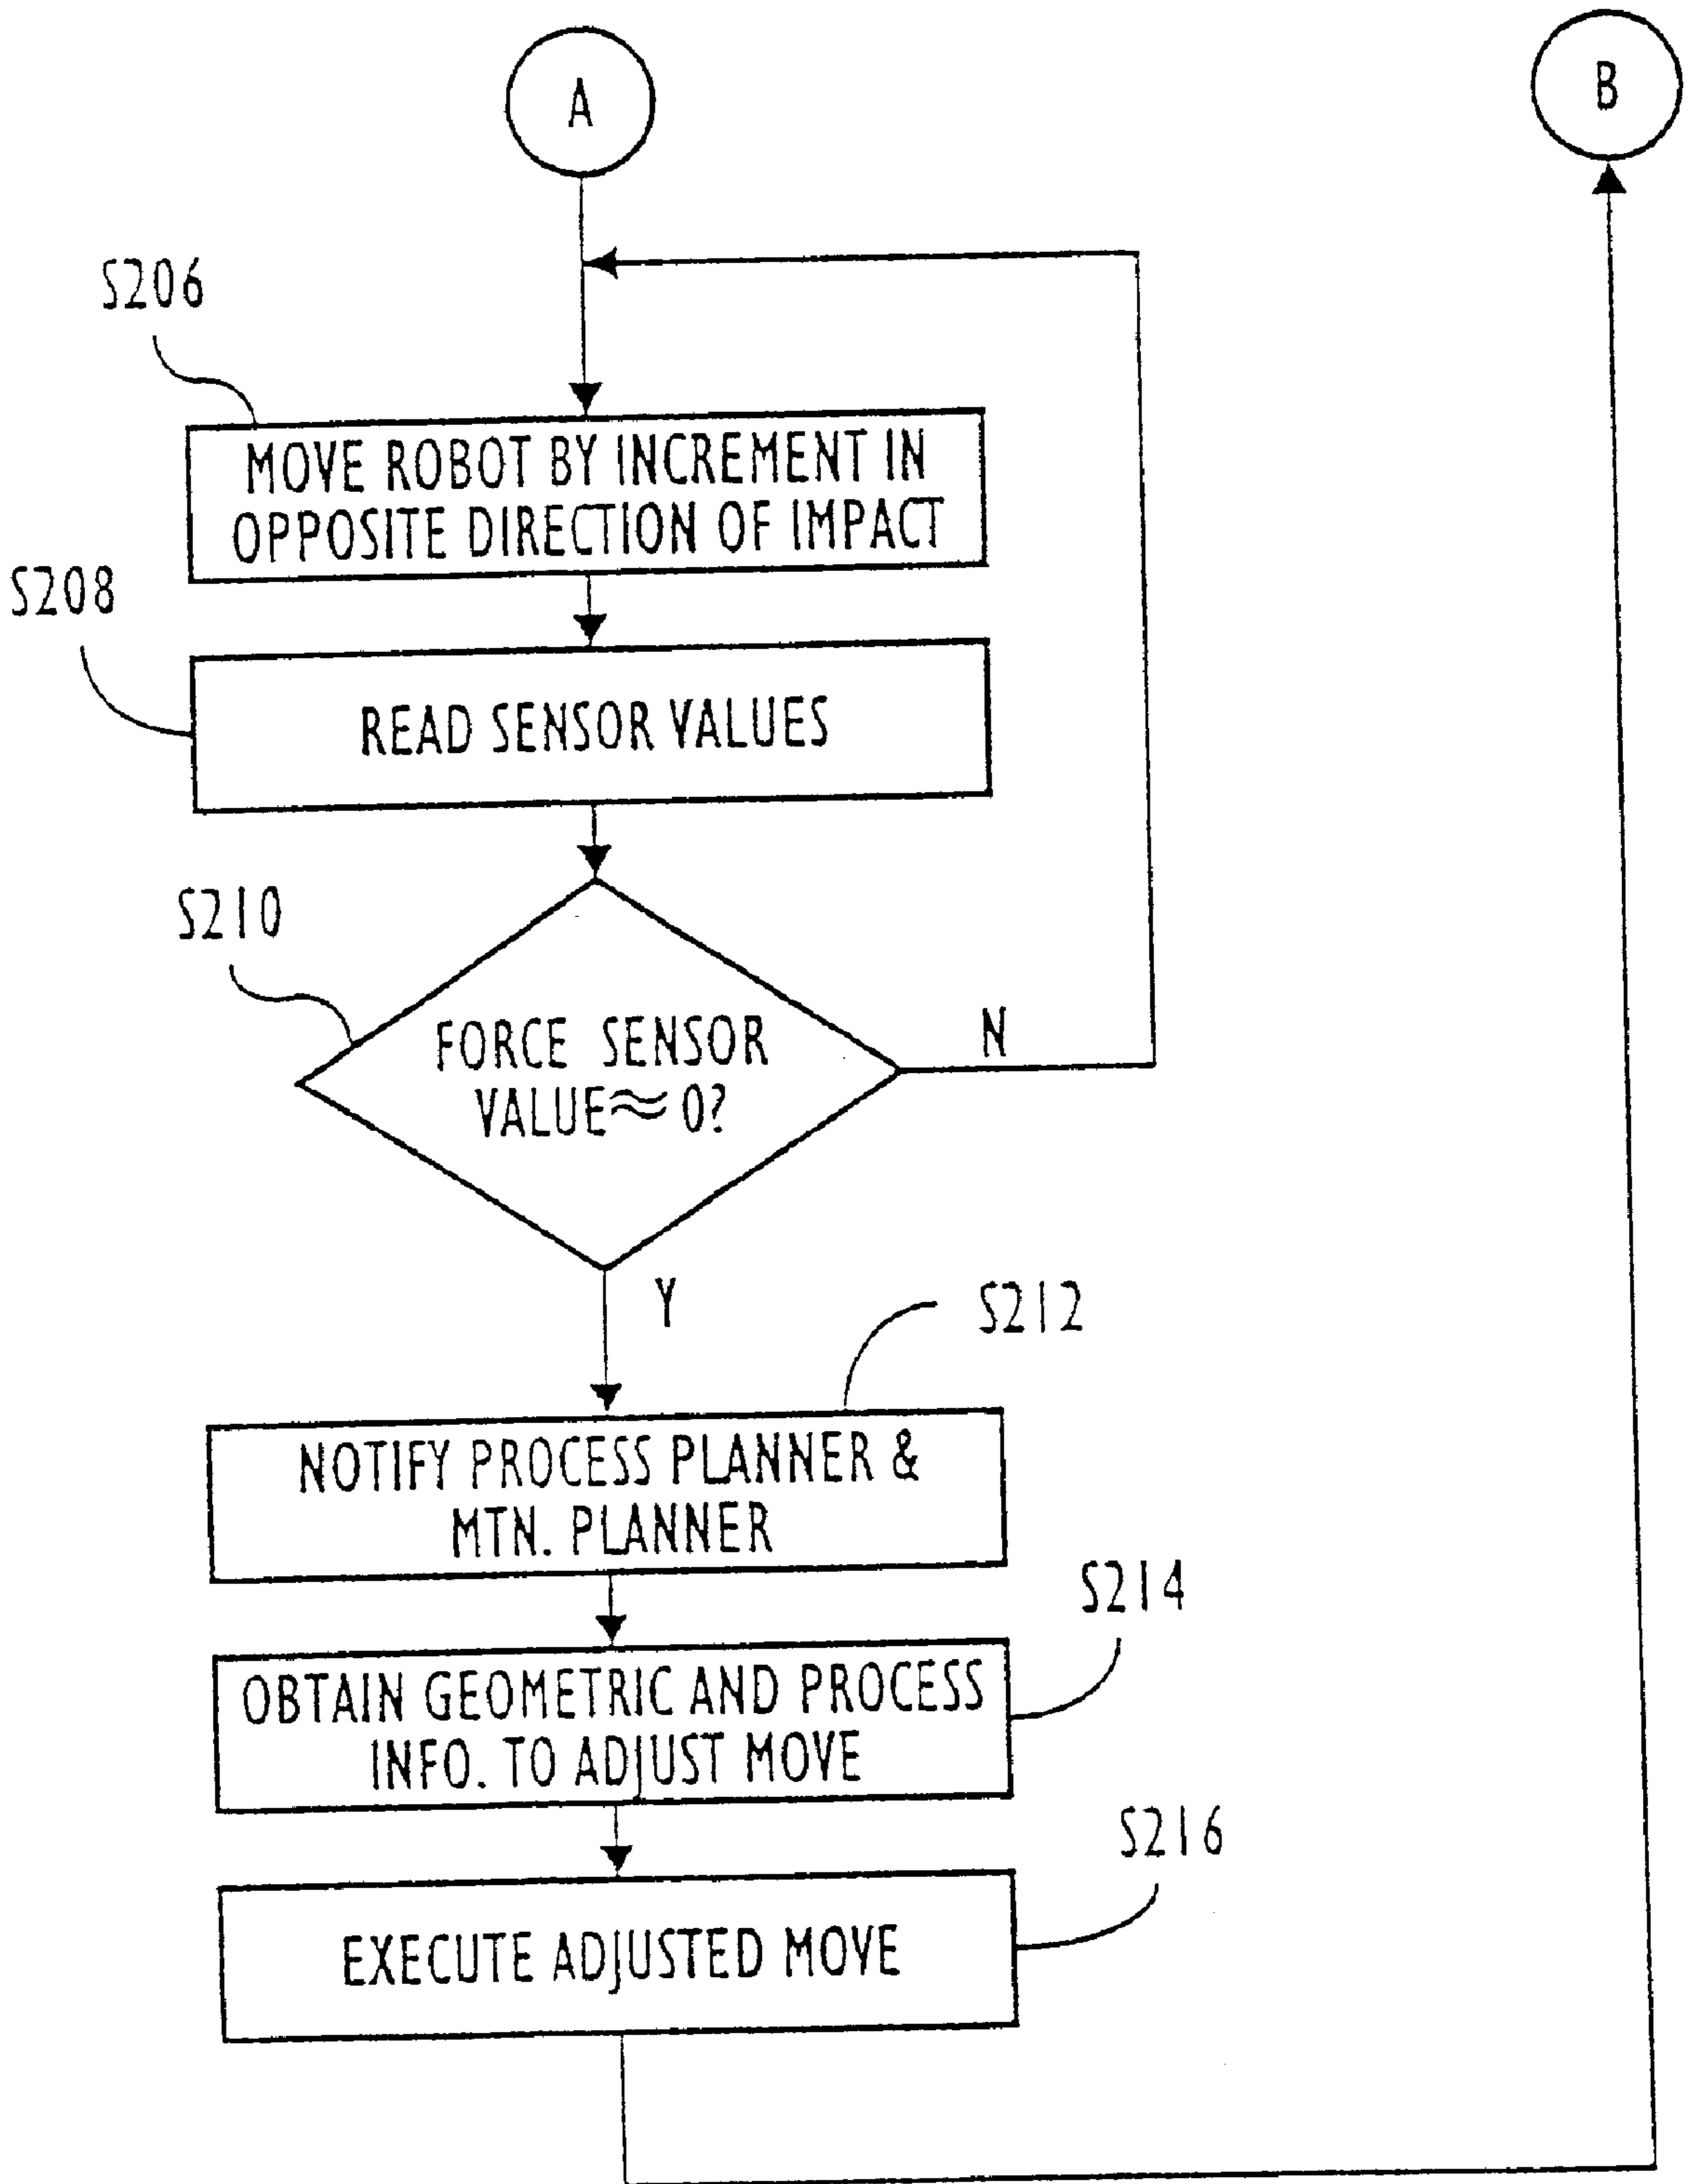 A
B
S206
MOVE ROBOT BY INCREMENT IN
OPPOSITE DIRECTION OF IMPACT
S208
READ SENSOR VALUES
S210
FORCE SENSOR
VALUE≈0?
N
Y
S212
NOTIFY PROCESS PLANNER &
MTN. PLANNER
S214
OBTAIN GEOMETRIC AND PROCESS
INFO. TO ADJUST MOVE
S216
EXECUTE ADJUSTED MOVE